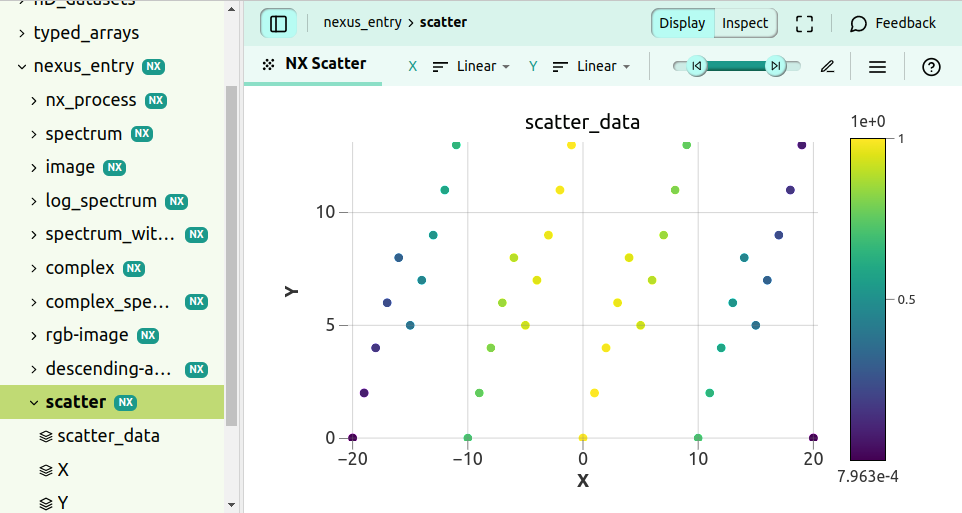 nD_datasets
typed_arrays
nexus_entry NX
nx_process NX
spectrum NX
image NX
log_spectrum NX
spectrum_wit... NX
complex NX
complex_spe... NX
rgb-image NX
descending-a... NX
scatter NX
scatter_data
X
Y
nexus_entry › scatter
Display Inspect
Feedback
NX Scatter
X Linear
Y Linear
scatter_data
1e+0
1
0.5
7.963e-4
10
5
0
Y
−20 −10 0 10 20
X